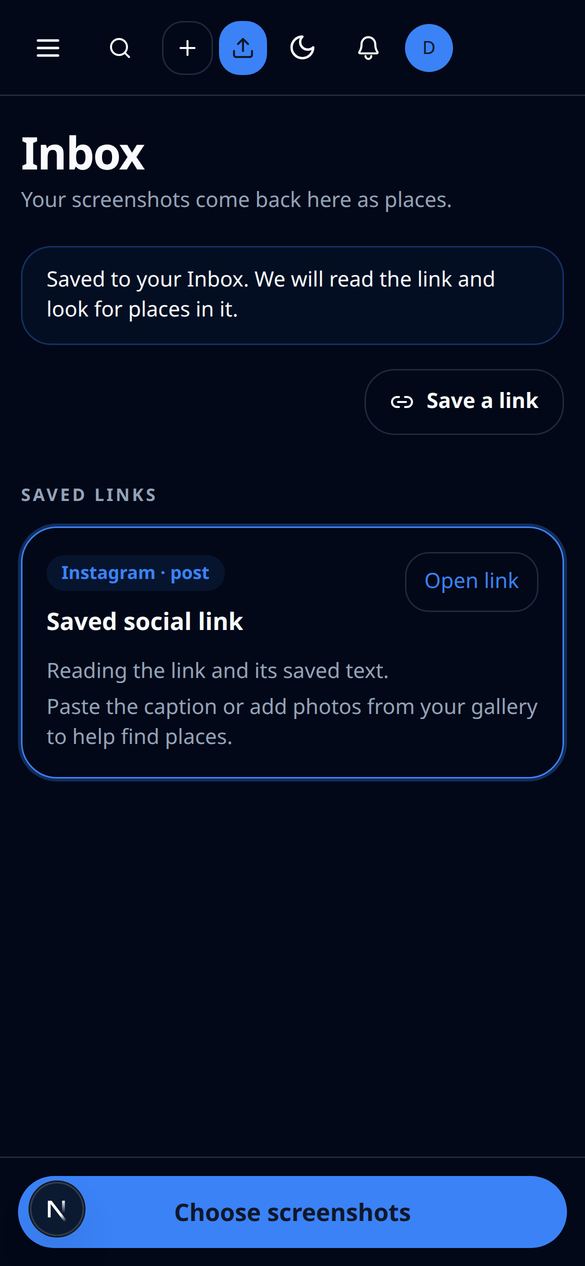 D
Inbox
Your screenshots come back here as places.
Saved to your Inbox. We will read the link and
look for places in it.
Save a link
SAVED LINKS
Instagram · post
Open link
Saved social link
Reading the link and its saved text.
Paste the caption or add photos from your gallery
to help find places.
N
Choose screenshots